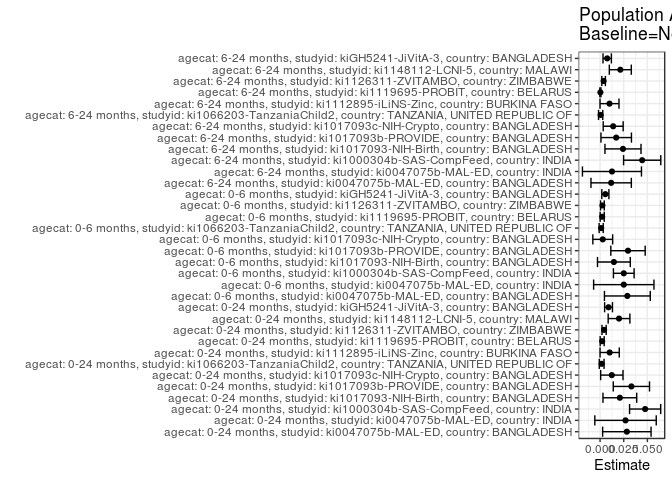 Population A
Baseline=N
agecat: 6-24 months, studyid: kiGH5241-JiVitA-3, country: BANGLADESH
agecat: 6-24 months, studyid: ki1148112-LCNI-5, country: MALAWI
agecat: 6-24 months, studyid: ki1126311-ZVITAMBO, country: ZIMBABWE
agecat: 6-24 months, studyid: ki1119695-PROBIT, country: BELARUS
agecat: 6-24 months, studyid: ki1112895-iLiNS-Zinc, country: BURKINA FASO
agecat: 6-24 months, studyid: ki1066203-TanzaniaChild2, country: TANZANIA, UNITED REPUBLIC OF
agecat: 6-24 months, studyid: ki1017093c-NIH-Crypto, country: BANGLADESH
agecat: 6-24 months, studyid: ki1017093b-PROVIDE, country: BANGLADESH
agecat: 6-24 months, studyid: ki1017093-NIH-Birth, country: BANGLADESH
agecat: 6-24 months, studyid: ki1000304b-SAS-CompFeed, country: INDIA
agecat: 6-24 months, studyid: ki0047075b-MAL-ED, country: INDIA
agecat: 6-24 months, studyid: ki0047075b-MAL-ED, country: BANGLADESH
agecat: 0-6 months, studyid: kiGH5241-JiVitA-3, country: BANGLADESH
agecat: 0-6 months, studyid: ki1126311-ZVITAMBO, country: ZIMBABWE
agecat: 0-6 months, studyid: ki1119695-PROBIT, country: BELARUS
agecat: 0-6 months, studyid: ki1066203-TanzaniaChild2, country: TANZANIA, UNITED REPUBLIC OF
agecat: 0-6 months, studyid: ki1017093c-NIH-Crypto, country: BANGLADESH
agecat: 0-6 months, studyid: ki1017093b-PROVIDE, country: BANGLADESH
agecat: 0-6 months, studyid: ki1017093-NIH-Birth, country: BANGLADESH
agecat: 0-6 months, studyid: ki1000304b-SAS-CompFeed, country: INDIA
agecat: 0-6 months, studyid: ki0047075b-MAL-ED, country: INDIA
agecat: 0-6 months, studyid: ki0047075b-MAL-ED, country: BANGLADESH
agecat: 0-24 months, studyid: kiGH5241-JiVitA-3, country: BANGLADESH
agecat: 0-24 months, studyid: ki1148112-LCNI-5, country: MALAWI
agecat: 0-24 months, studyid: ki1126311-ZVITAMBO, country: ZIMBABWE
agecat: 0-24 months, studyid: ki1119695-PROBIT, country: BELARUS
agecat: 0-24 months, studyid: ki1112895-iLiNS-Zinc, country: BURKINA FASO
agecat: 0-24 months, studyid: ki1066203-TanzaniaChild2, country: TANZANIA, UNITED REPUBLIC OF
agecat: 0-24 months, studyid: ki1017093c-NIH-Crypto, country: BANGLADESH
agecat: 0-24 months, studyid: ki1017093b-PROVIDE, country: BANGLADESH
agecat: 0-24 months, studyid: ki1017093-NIH-Birth, country: BANGLADESH
agecat: 0-24 months, studyid: ki1000304b-SAS-CompFeed, country: INDIA
agecat: 0-24 months, studyid: ki0047075b-MAL-ED, country: INDIA
agecat: 0-24 months, studyid: ki0047075b-MAL-ED, country: BANGLADESH
0.000 0.025 0.050
Estimate